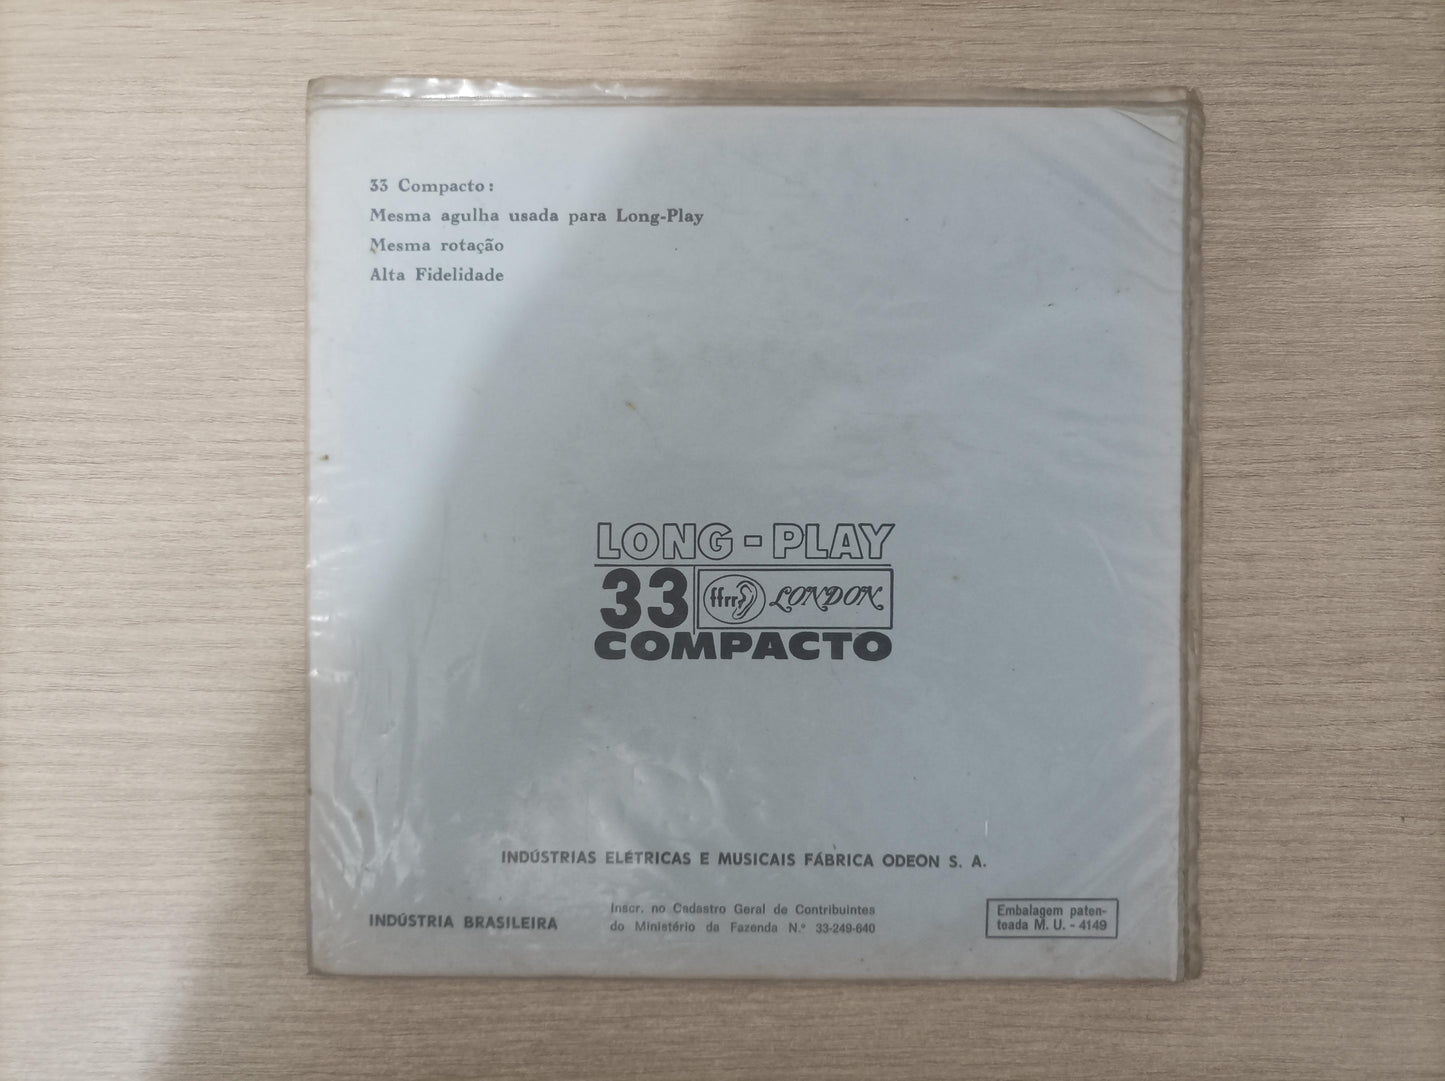 33 Compacto:
Mesma agulha usada para Long-Play
Mesma rotação
Alta Fidelidade
LONG-PLAY
33 ffrr LONDON
COMPACTO
INDÚSTRIAS ELÉTRICAS E MUSICAIS FÁBRICA ODEON S. A.
INDÚSTRIA BRASILEIRA
Inscr. no Cadastro Geral de Contribuintes
do Ministério da Fazenda N.º 33-249-640
Embalagem paten-
teada M. U. - 4149